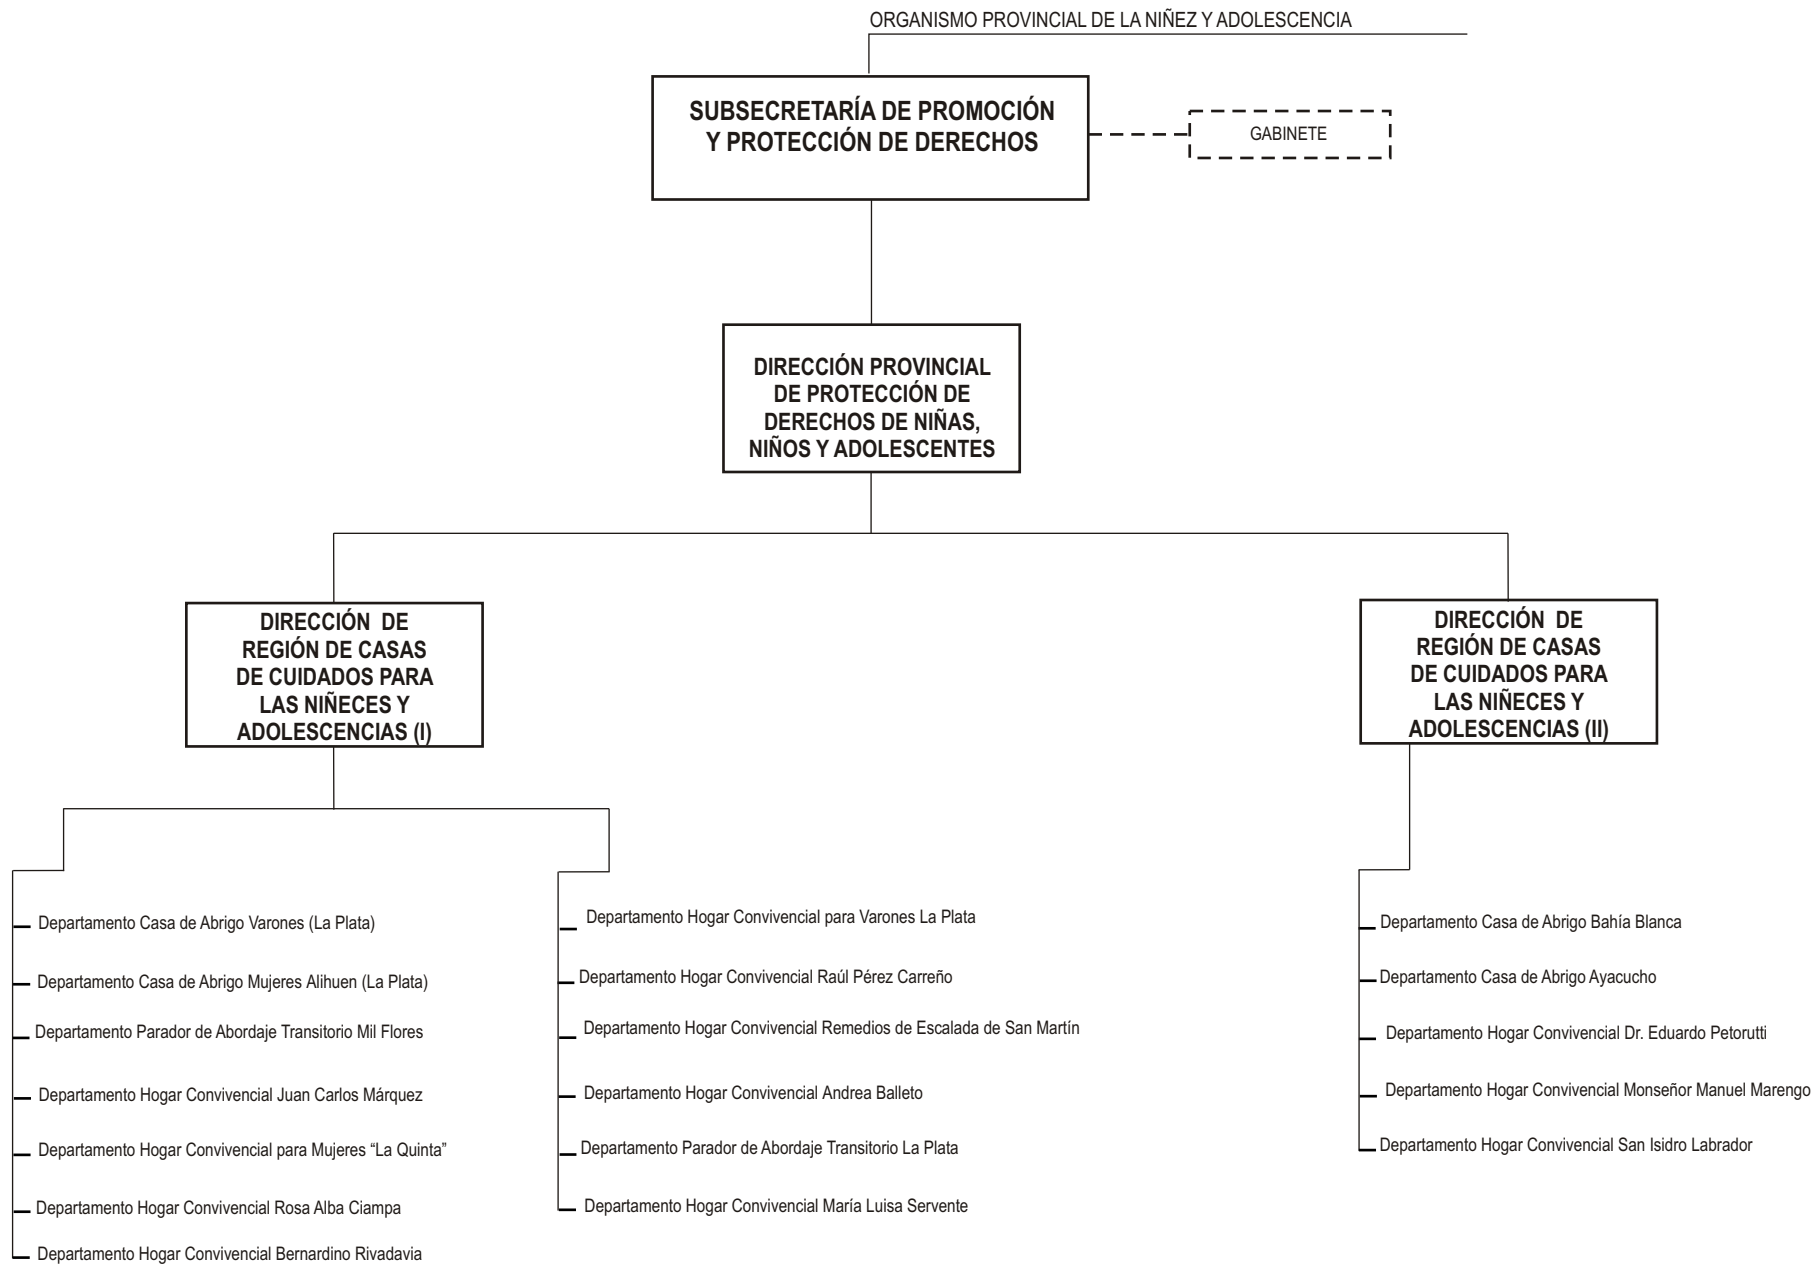 ORGANISMO PROVINCIAL DE LA NIÑEZ Y ADOLESCENCIA
SUBSECRETARÍA DE PROMOCIÓN
Y PROTECCIÓN DE DERECHOS
GABINETE
DIRECCIÓN PROVINCIAL
DE PROTECCIÓN DE
DERECHOS DE NIÑAS,
NIÑOS Y ADOLESCENTES
DIRECCIÓN DE
REGIÓN DE CASAS
DE CUIDADOS PARA
LAS NIÑECES Y
ADOLESCENCIAS (I)
DIRECCIÓN DE
REGIÓN DE CASAS
DE CUIDADOS PARA
LAS NIÑECES Y
ADOLESCENCIAS (II)
Departamento Casa de Abrigo Varones (La Plata)
Departamento Casa de Abrigo Mujeres Alihuen (La Plata)
Departamento Parador de Abordaje Transitorio Mil Flores
Departamento Hogar Convivencial Juan Carlos Márquez
Departamento Hogar Convivencial para Mujeres “La Quinta”
Departamento Hogar Convivencial Rosa Alba Ciampa
Departamento Hogar Convivencial Bernardino Rivadavia
Departamento Hogar Convivencial para Varones La Plata
Departamento Hogar Convivencial Raúl Pérez Carreño
Departamento Hogar Convivencial Remedios de Escalada de San Martín
Departamento Hogar Convivencial Andrea Balleto
Departamento Parador de Abordaje Transitorio La Plata
Departamento Hogar Convivencial María Luisa Servente
Departamento Casa de Abrigo Bahía Blanca
Departamento Casa de Abrigo Ayacucho
Departamento Hogar Convivencial Dr. Eduardo Petorutti
Departamento Hogar Convivencial Monseñor Manuel Marengo
Departamento Hogar Convivencial San Isidro Labrador